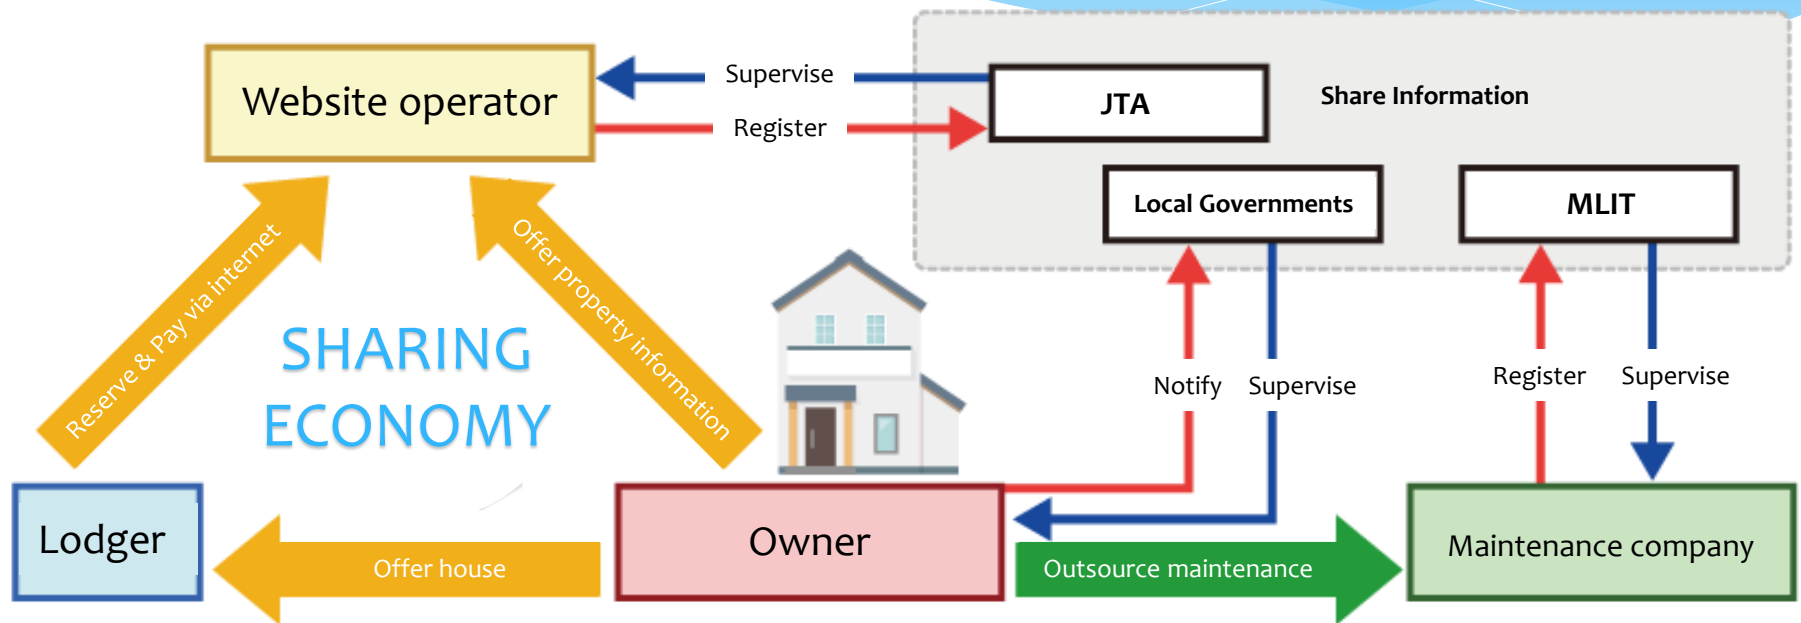 Website operator
Supervise
Register
JTA
Share Information
Local Governments
MLIT
Reserve & Pay via internet
Offer property information
SHARING
ECONOMY
Notify
Supervise
Register
Supervise
Lodger
Offer house
Owner
Outsource maintenance
Maintenance company